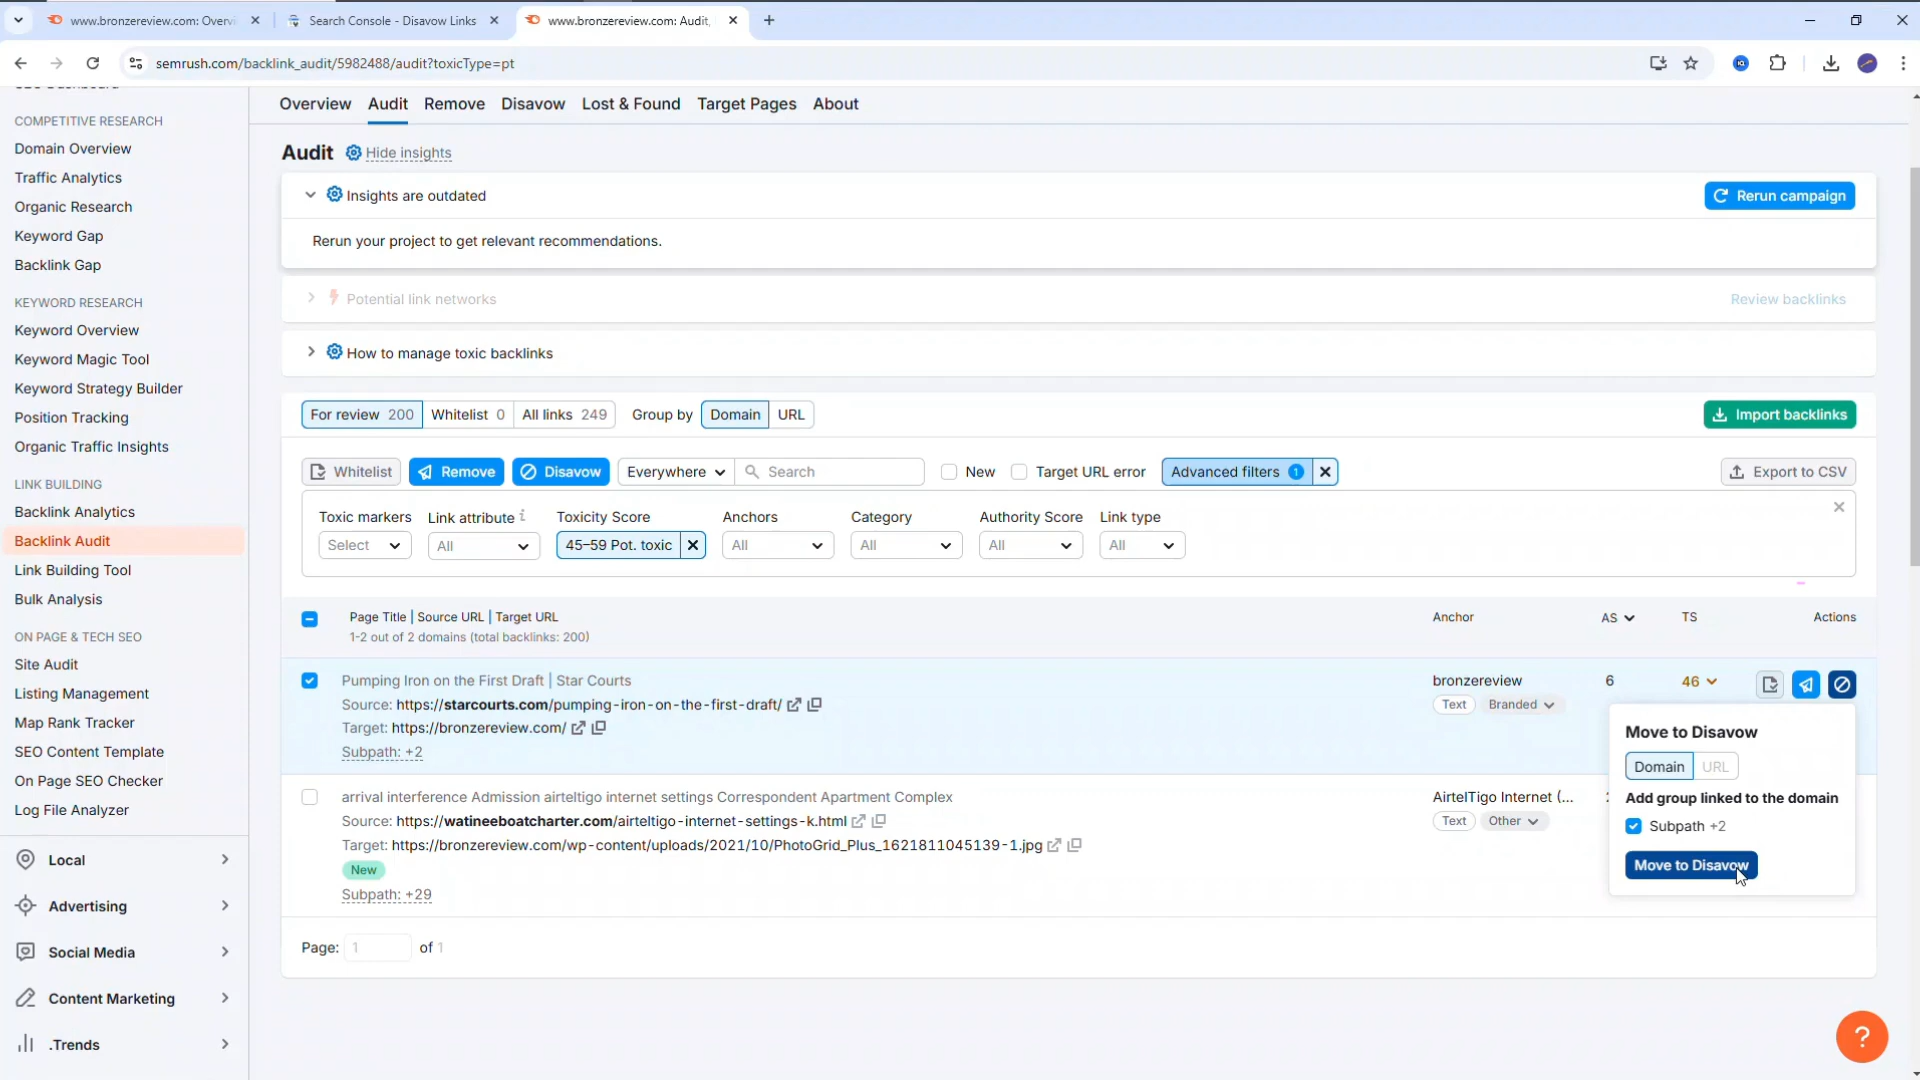 www.bronzereview.com: Overvi
Search Console - Disavow Links
www.bronzereview.com: Audit,
semrush.com/backlink_audit/5982488/audit?toxicType=pt
COMPETITIVE RESEARCH
Domain Overview
Traffic Analytics
Organic Research
Keyword Gap
Backlink Gap
KEYWORD RESEARCH
Keyword Overview
Keyword Magic Tool
Keyword Strategy Builder
Position Tracking
Organic Traffic Insights
LINK BUILDING
Backlink Analytics
Backlink Audit
Link Building Tool
Bulk Analysis
ON PAGE & TECH SEO
Site Audit
Listing Management
Map Rank Tracker
SEO Content Template
On Page SEO Checker
Log File Analyzer
Local
Advertising
Social Media
Content Marketing
.Trends
Overview Audit Remove Disavow Lost & Found Target Pages About
Audit Hide insights
Insights are outdated Rerun campaign
Rerun your project to get relevant recommendations.
Potential link networks Review backlinks
How to manage toxic backlinks
For review 200 Whitelist 0 All links 249 Group by Domain URL Import backlinks
Whitelist Remove Disavow Everywhere Search New Target URL error Advanced filters 1 Export to CSV
Toxic markers Link attribute i Toxicity Score Anchors Category Authority Score Link type
Select All 45–59 Pot. toxic All All All All
Page Title | Source URL | Target URL Anchor AS TS Actions
1-2 out of 2 domains (total backlinks: 200)
Pumping Iron on the First Draft | Star Courts bronzereview 6 46
Source: https://starcourts.com/pumping-iron-on-the-first-draft/ Text Branded
Target: https://bronzereview.com/
Subpath: +2
Move to Disavow
Domain URL
Add group linked to the domain
Subpath +2
Move to Disavow
arrival interference Admission airteltigo internet settings Correspondent Apartment Complex AirtelTigo Internet (...
Source: https://watineeboatcharter.com/airteltigo-internet-settings-k.html Text Other
Target: https://bronzereview.com/wp-content/uploads/2021/10/PhotoGrid_Plus_1621811045139-1.jpg
New
Subpath: +29
Page: 1 of 1
?